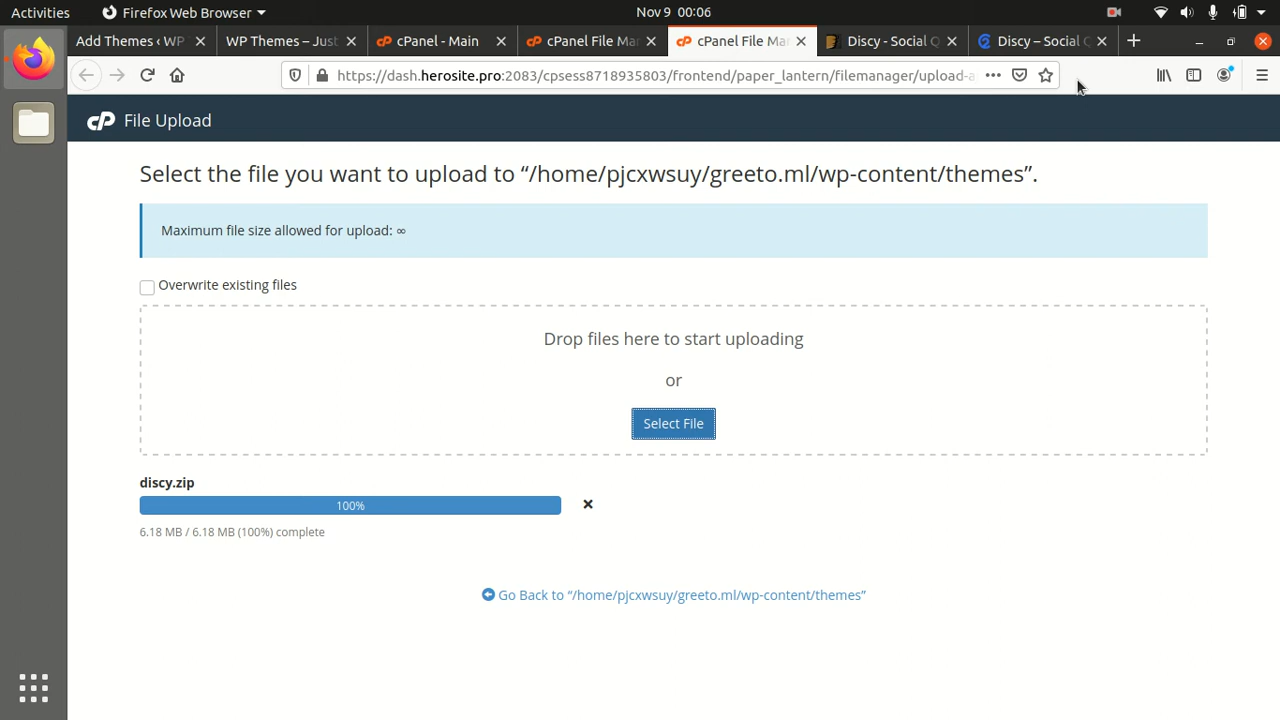 Activities
Firefox Web Browser
Nov 9 00:06
Add Themes ‹ WP
WP Themes – Just
cPanel - Main
cPanel File Ma
cPanel File Ma
Discy - Social Q
Discy – Social Q
https://dash.herosite.pro:2083/cpsess8718935803/frontend/paper_lantern/filemanager/upload-a
cP File Upload
Select the file you want to upload to “/home/pjcxwsuy/greeto.ml/wp-content/themes”.
Maximum file size allowed for upload: ∞
Overwrite existing files
Drop files here to start uploading
or
Select File
discy.zip
100%
6.18 MB / 6.18 MB (100%) complete
Go Back to “/home/pjcxwsuy/greeto.ml/wp-content/themes”